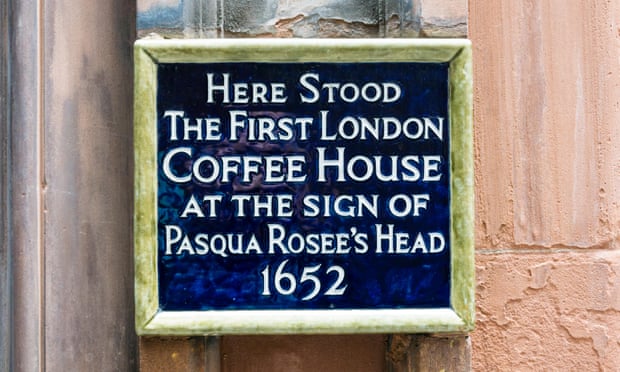 Here Stood
The First London
Coffee House
at the sign of
Pasqua Rosee's Head
1652